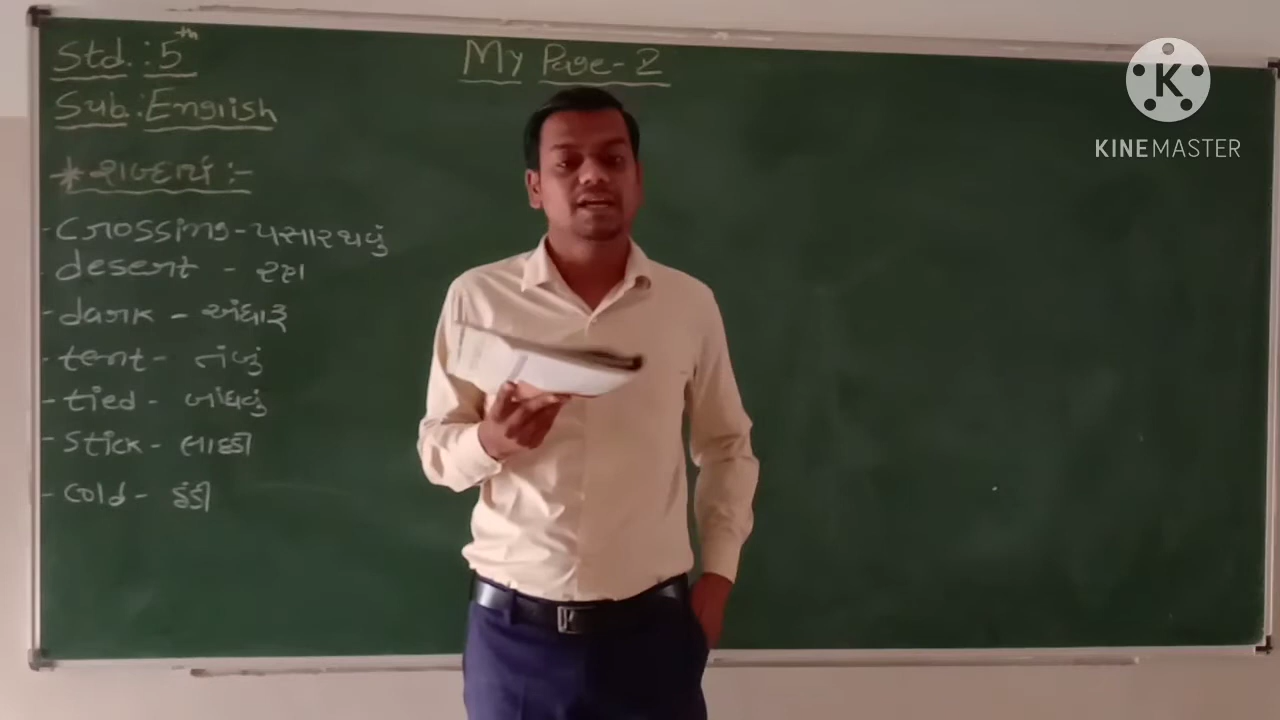 Std. : 5th
My Page - 2
Sub. : English
* શબ્દાર્થ :-
- Crossing - પસાર થવું
- desert - રણ
- dark - અંધારૂ
- tent - તંબું
- tied - બાંધવું
- Stick - લાકડી
- cold - ઠંડી
K
KINEMASTER